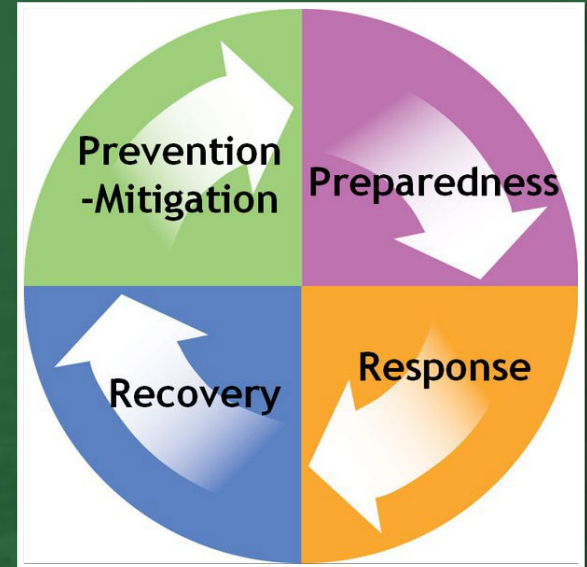 Prevention
-Mitigation
Preparedness
Response
Recovery